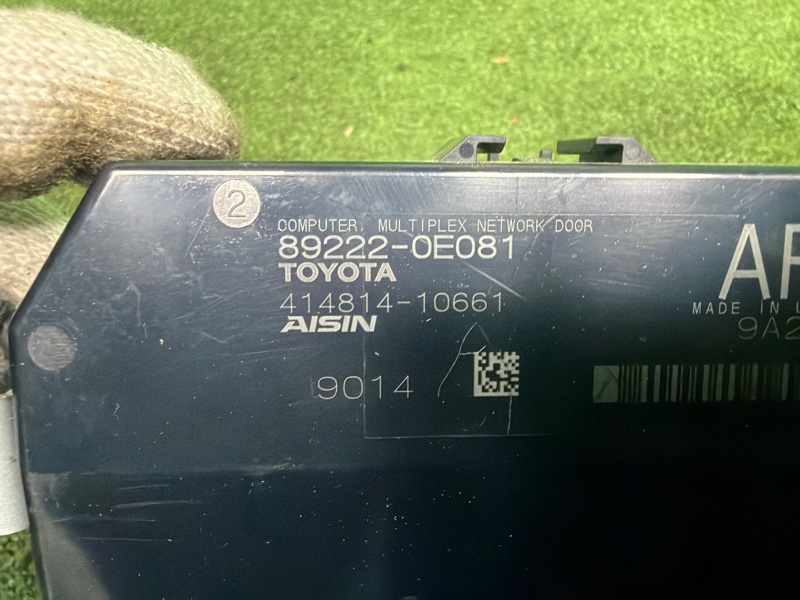 2
COMPUTER, MULTIPLEX NETWORK DOOR
89222-0E081
TOYOTA
414814-10661
AISIN
9014
MADE IN